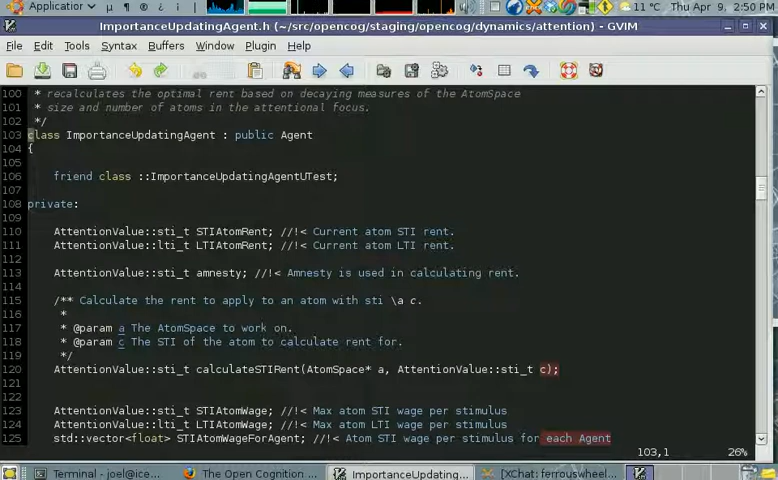 Applicatior
11 °C Thu Apr 9, 2:50 PM
ImportanceUpdatingAgent.h (~/src/opencog/staging/opencog/dynamics/attention) - GVIM
File Edit Tools Syntax Buffers Window Plugin Help
100 * recalculates the optimal rent based on decaying measures of the AtomSpace
101 * size and number of atoms in the attentional focus.
102 */
103 class ImportanceUpdatingAgent : public Agent
104 {
105
106 friend class ::ImportanceUpdatingAgentUTest;
107
108 private:
109
110 AttentionValue::sti_t STIAtomRent; //!< Current atom STI rent.
111 AttentionValue::lti_t LTIAtomRent; //!< Current atom LTI rent.
112
113 AttentionValue::sti_t amnesty; //!< Amnesty is used in calculating rent.
114
115 /** Calculate the rent to apply to an atom with sti \a c.
116 *
117 * @param a The AtomSpace to work on.
118 * @param c The STI of the atom to calculate rent for.
119 */
120 AttentionValue::sti_t calculateSTIRent(AtomSpace* a, AttentionValue::sti_t c);
121
122
123 AttentionValue::sti_t STIAtomWage; //!< Max atom STI wage per stimulus
124 AttentionValue::lti_t LTIAtomWage; //!< Max atom LTI wage per stimulus
125 std::vector<float> STIAtomWageForAgent; //!< Atom STI wage per stimulus for each Agent
103,1 26%
Terminal - joel@ice... The Open Cognition ... ImportanceUpdating... [XChat: ferrouswheel...